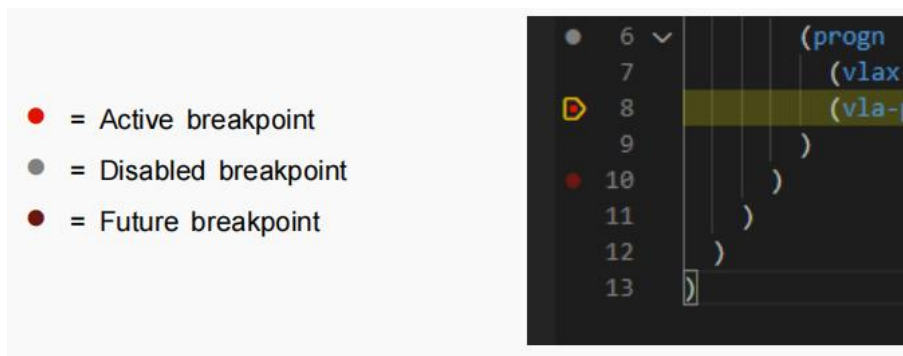 = Active breakpoint
= Disabled breakpoint
= Future breakpoint
6 (progn
7 (vlax
8 (vla-
9 )
10 )
11 )
12 )
13 )